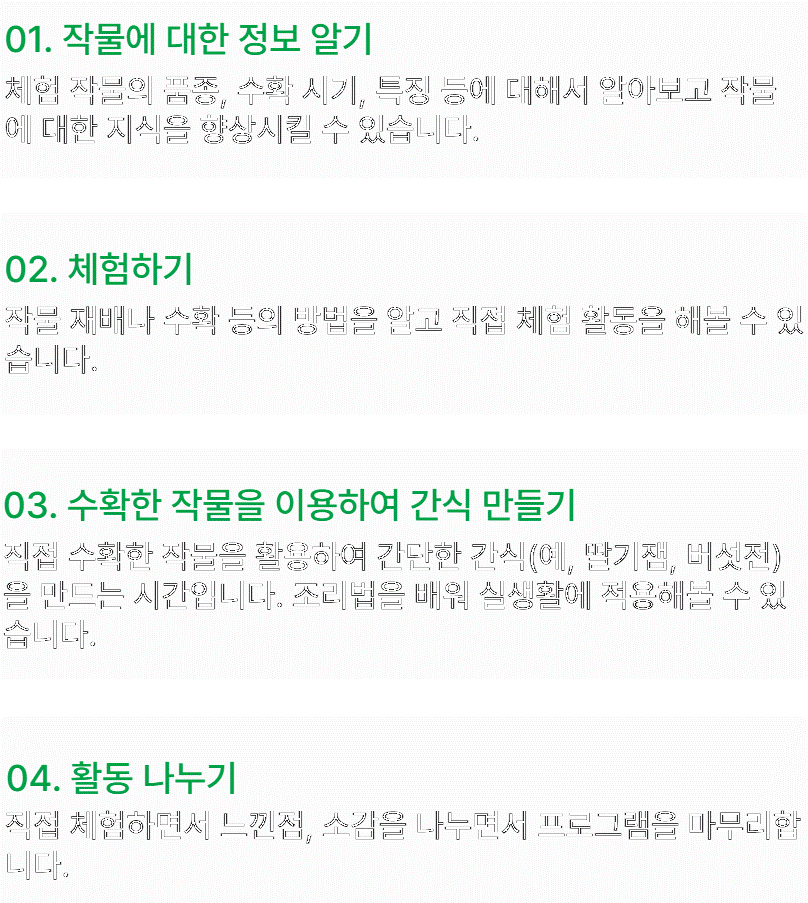 01. 작물에 대한 정보 알기
체험 작물의 품종, 수확 시기, 특징 등에 대해서 알아보고 작물
에 대한 지식을 향상시킬 수 있습니다.
02. 체험하기
작물 재배나 수확 등의 방법을 알고 직접 체험 활동을 해볼 수 있
습니다.
03. 수확한 작물을 이용하여 간식 만들기
직접 수확한 작물을 활용하여 간단한 간식(예, 딸기잼, 버섯전)
을 만드는 시간입니다. 조리법을 배워 실생활에 적용해볼 수 있
습니다.
04. 활동 나누기
직접 체험하면서 느낀점, 소감을 나누면서 프로그램을 마무리합
니다.